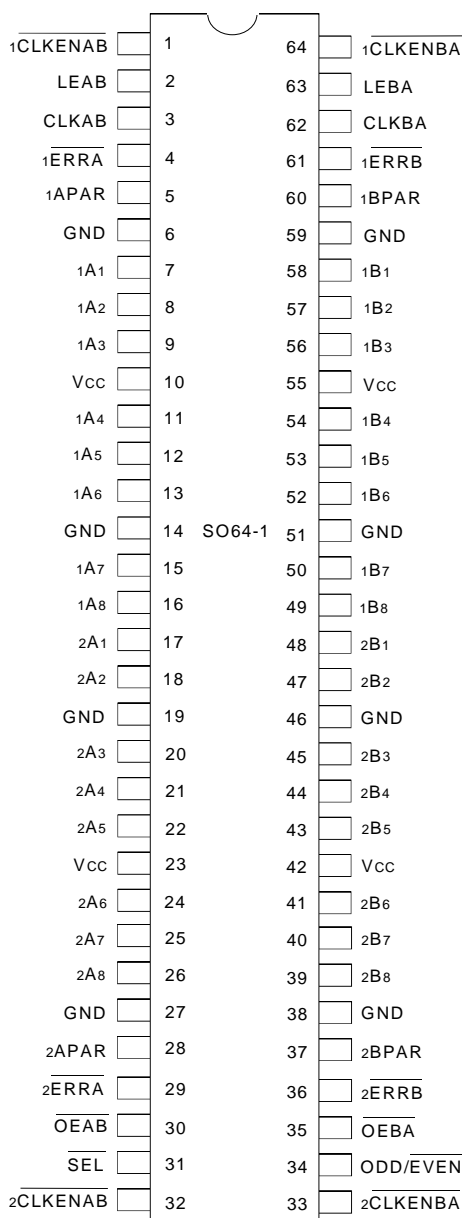 1CLKENAB 1 64 1CLKENBA
LEAB 2 63 LEBA
CLKAB 3 62 CLKBA
1ERRA 4 61 1ERRB
1APAR 5 60 1BPAR
GND 6 59 GND
1A1 7 58 1B1
1A2 8 57 1B2
1A3 9 56 1B3
VCC 10 55 VCC
1A4 11 54 1B4
1A5 12 53 1B5
1A6 13 52 1B6
GND 14 SO64-1 51 GND
1A7 15 50 1B7
1A8 16 49 1B8
2A1 17 48 2B1
2A2 18 47 2B2
GND 19 46 GND
2A3 20 45 2B3
2A4 21 44 2B4
2A5 22 43 2B5
VCC 23 42 VCC
2A6 24 41 2B6
2A7 25 40 2B7
2A8 26 39 2B8
GND 27 38 GND
2APAR 28 37 2BPAR
2ERRA 29 36 2ERRB
OEAB 30 35 OEBA
SEL 31 34 ODD/EVEN
2CLKENAB 32 33 2CLKENBA